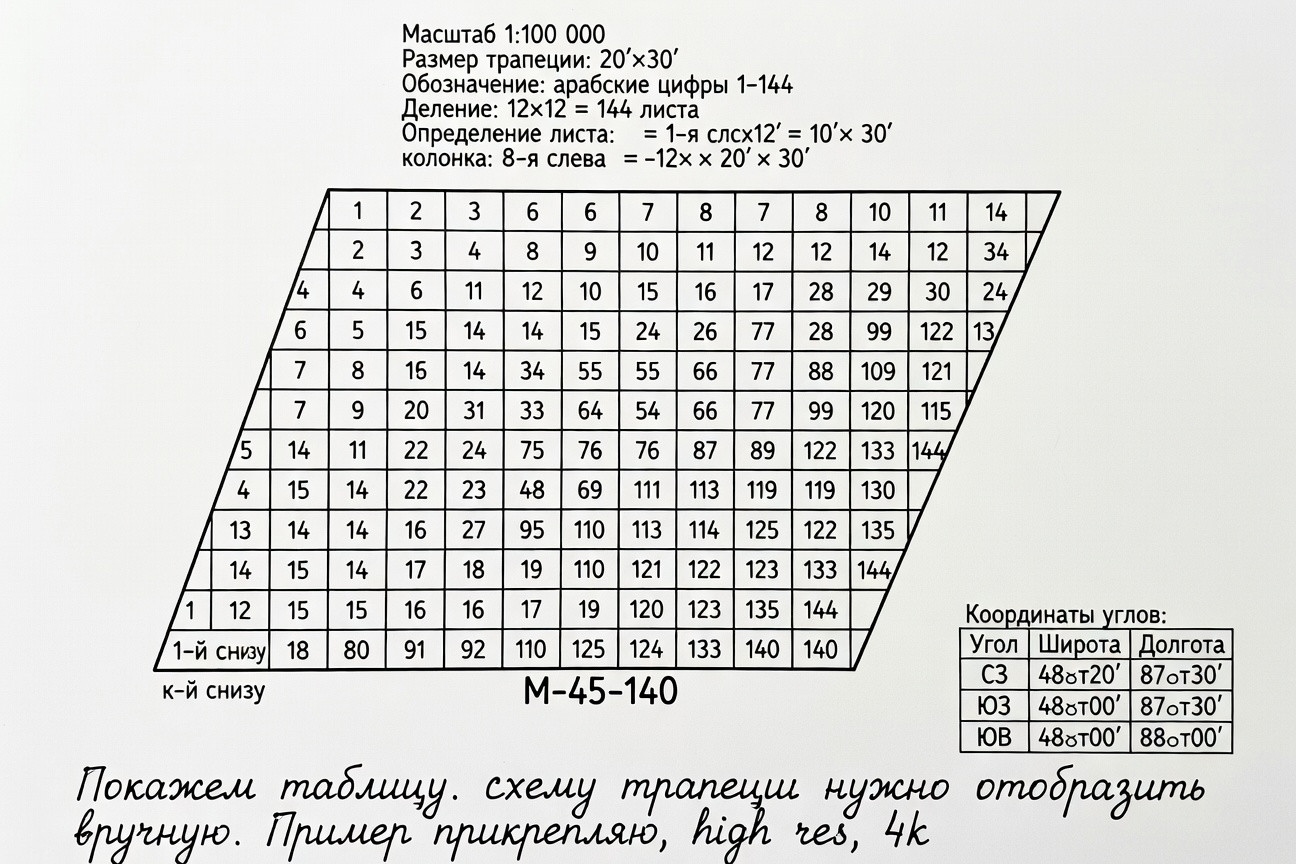 Масштаб 1:100 000
Размер трапеции: 20′×30′
Обозначение: арабские цифры 1–144
Деление: 12×12 = 144 листа
Определение листа: = 1–я слсх12′ = 10′× 30′
колонка: 8–я слева = –12× × 20′ × 30′
1 2 3 6 6 7 8 7 8 10 11 14
2 3 4 8 9 10 11 12 12 14 12 34
4 4 6 11 12 10 15 16 17 28 29 30 24
6 5 15 14 14 15 24 26 77 28 99 122 13
7 8 16 14 34 55 55 66 77 88 109 121
7 9 20 31 33 64 54 66 77 99 120 115
5 14 11 22 24 75 76 76 87 89 122 133 144
4 15 14 22 23 48 69 111 113 119 119 130
13 14 14 16 27 95 110 113 114 125 122 135
14 15 14 17 18 19 110 121 122 123 133 144
1 12 15 15 16 16 17 19 120 123 135 144
1–й снизу 18 80 91 92 110 125 124 133 140 140
к–й снизу
М–45–140
Координаты углов:
Угол Широта Долгота
СЗ 48от20′ 87от30′
ЮЗ 48от00′ 87от30′
ЮВ 48от00′ 88от00′
Покажем таблицу. схему трапеции нужно отобразить
вручную. Пример прикрепляю, high res, 4k